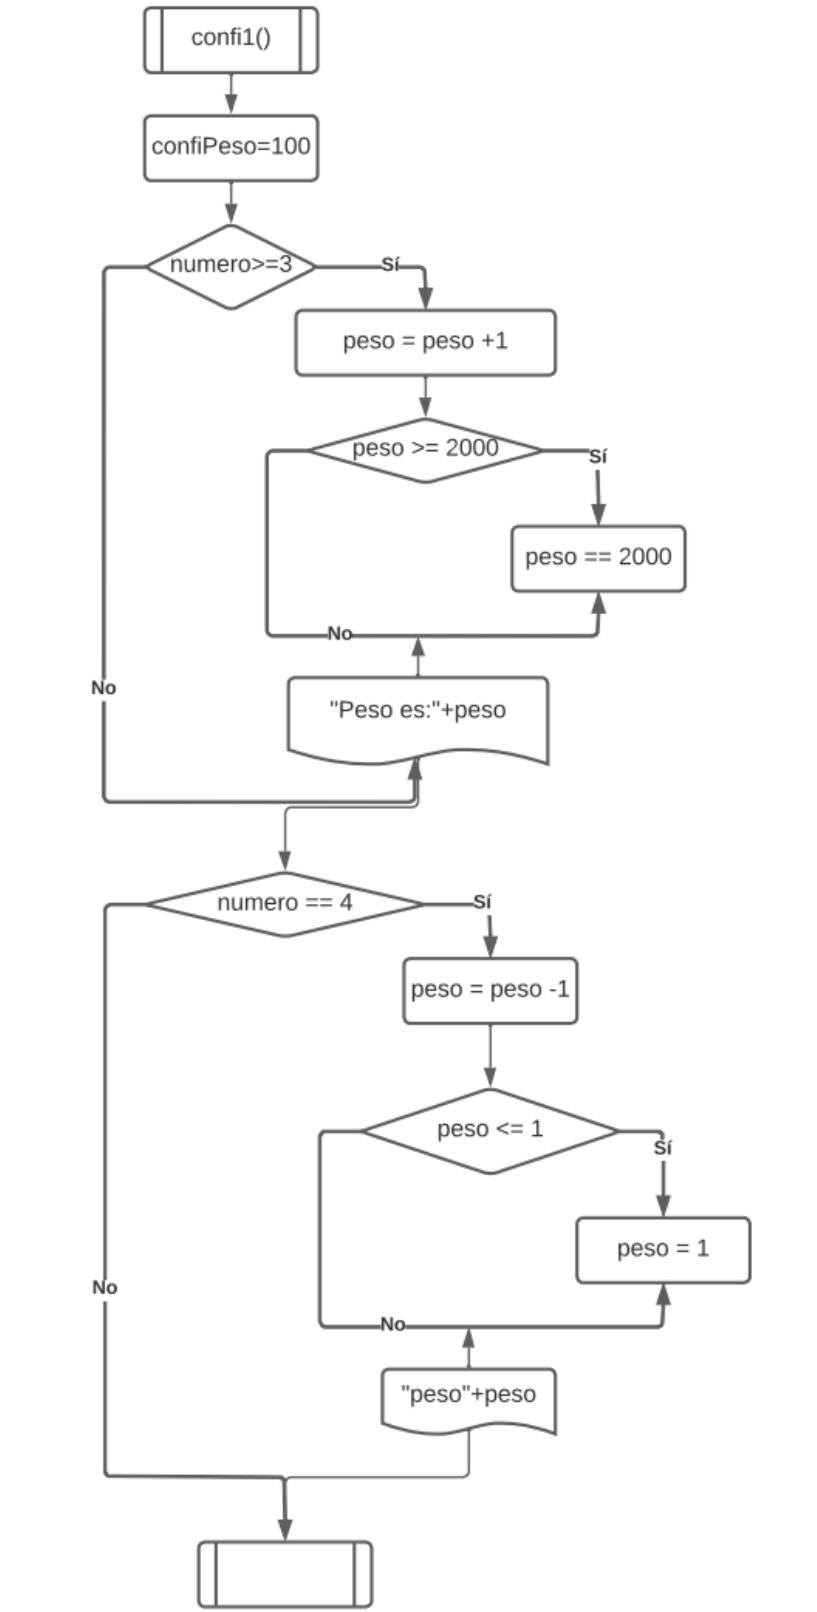 confi1()
confiPeso=100
numero>=3
Sí
peso = peso +1
peso >= 2000
Sí
peso == 2000
No
No
"Peso es:"+peso
numero == 4
Sí
peso = peso -1
peso <= 1
Sí
peso = 1
No
No
"peso"+peso